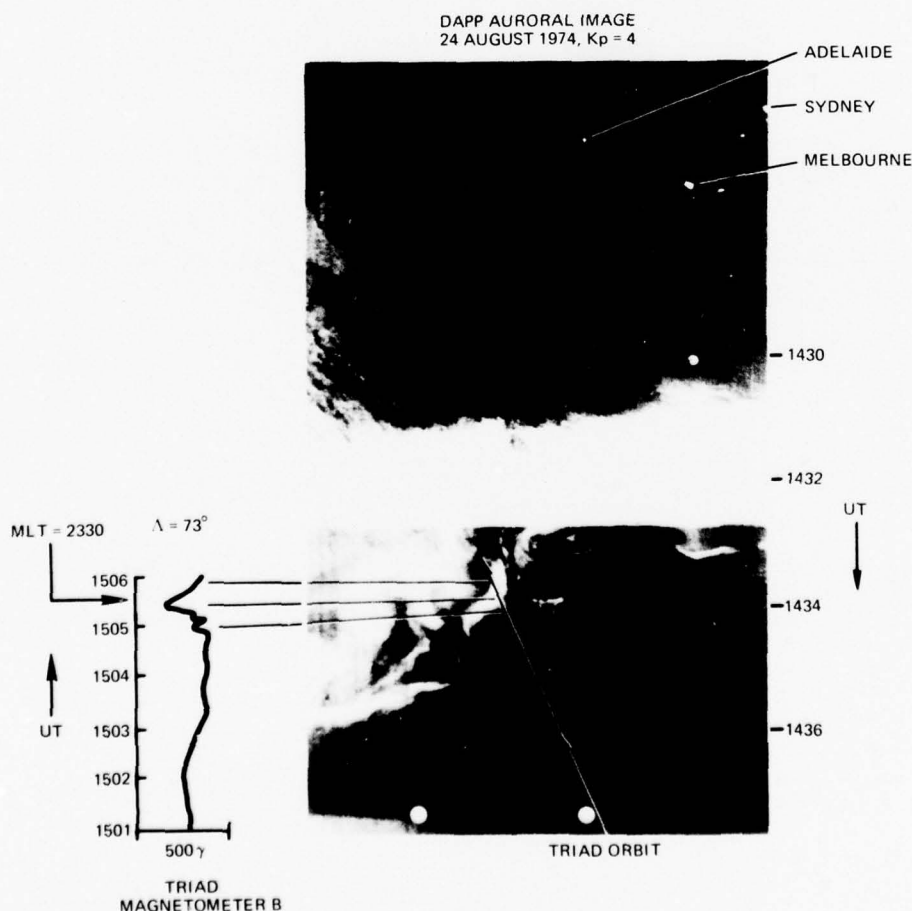 DAPP AURORAL IMAGE
24 AUGUST 1974, Kp = 4
ADELAIDE
SYDNEY
MELBOURNE
1430
1432
UT
MLT = 2330
Λ = 73°
1506
1434
1505
1504
1503
UT
1436
1502
1501
500 γ
TRIAD ORBIT
TRIAD
MAGNETOMETER B